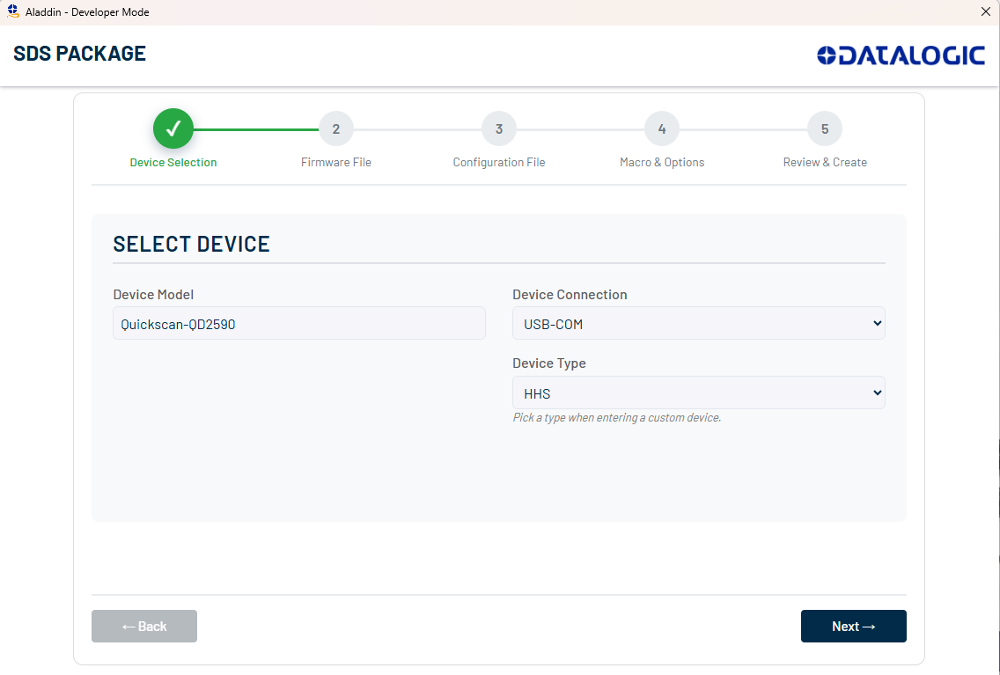 Aladdin - Developer Mode
SDS PACKAGE
DATALOGIC
2
3
4
5
Device Selection
Firmware File
Configuration File
Macro & Options
Review & Create
SELECT DEVICE
Device Model
Device Connection
Quickscan-QD2590
USB-COM
Device Type
HHS
Pick a type when entering a custom device.
← Back
Next →